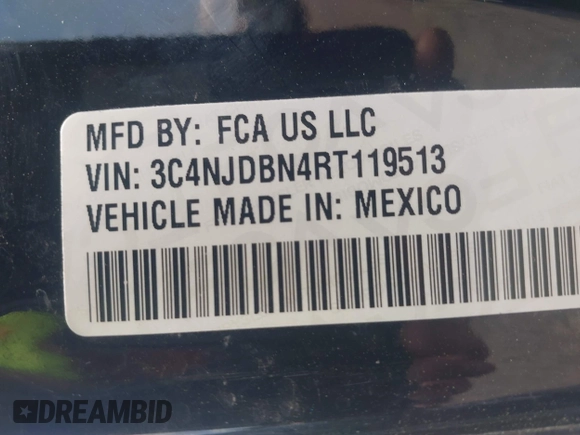 MFD BY: FCA US LLC
VIN: 3C4NJDBN4RT119513
VEHICLE MADE IN: MEXICO
DREAMBID